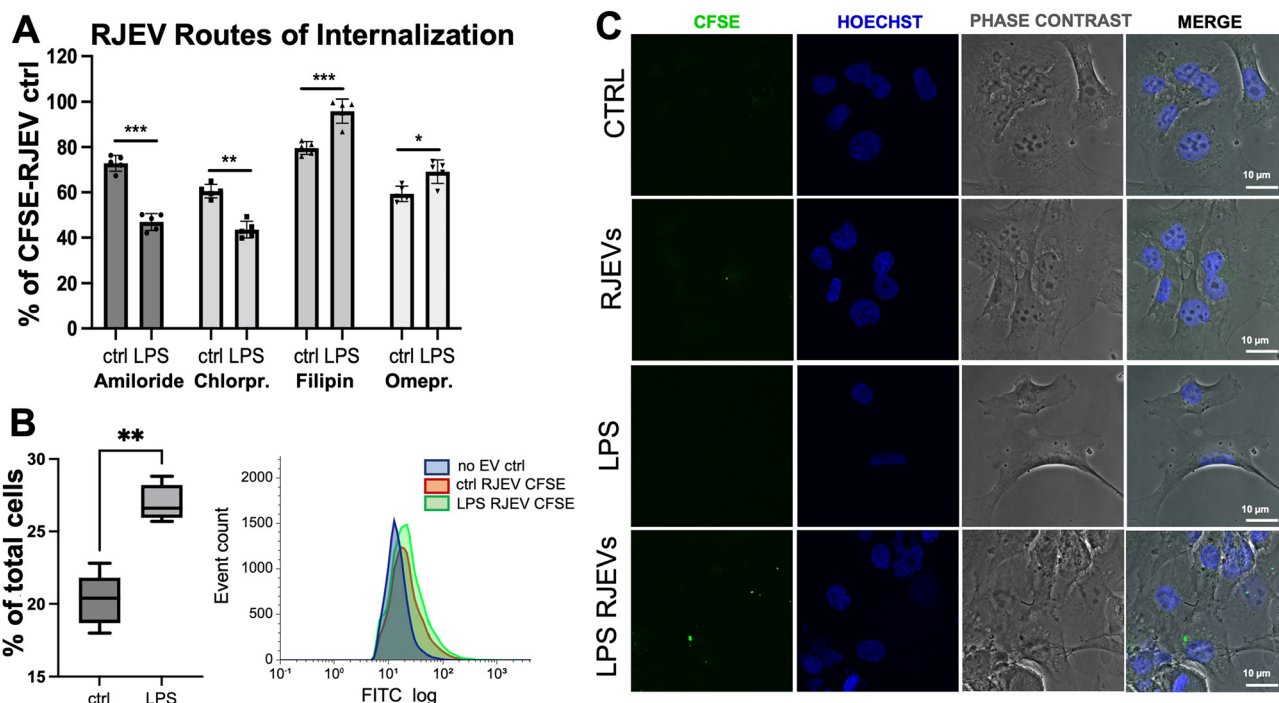 A
RJEV Routes of Internalization
% of CFSE-RJEV ctrl
120
100
80
60
40
20
0
***
**
***
*
ctrl LPS ctrl LPS ctrl LPS ctrl LPS
Amiloride Chlorpr. Filipin Omepr.
B
% of total cells
30
25
20
15
**
ctrl LPS
Event count
2000
1500
1000
500
0
no EV ctrl
ctrl RJEV CFSE
LPS RJEV CFSE
10-1 10⁰ 10¹ 10² 10³
FITC log
C
CFSE HOECHST PHASE CONTRAST MERGE
CTRL
10 µm
RJEVs
10 µm
LPS
10 µm
LPS RJEVs
10 µm